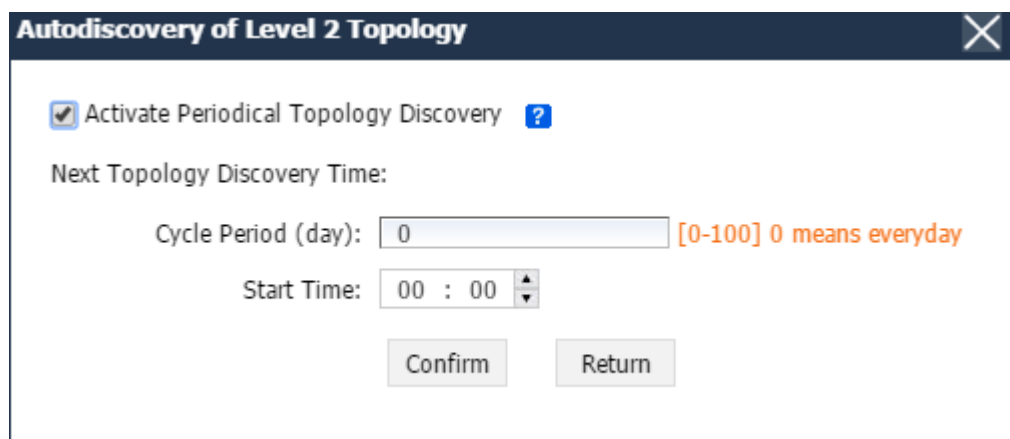 Autodiscovery of Level 2 Topology
Activate Periodical Topology Discovery ?
Next Topology Discovery Time:
Cycle Period (day): 0 [0-100] 0 means everyday
Start Time: 00 : 00
Confirm Return